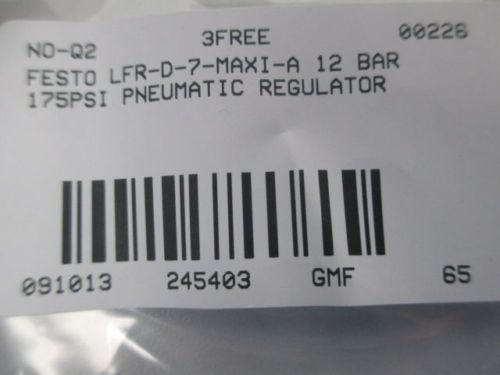 NO-Q2 3FREE 00226
FESTO LFR-D-7-MAXI-A 12 BAR
175PSI PNEUMATIC REGULATOR
091013 245403 GMF 65